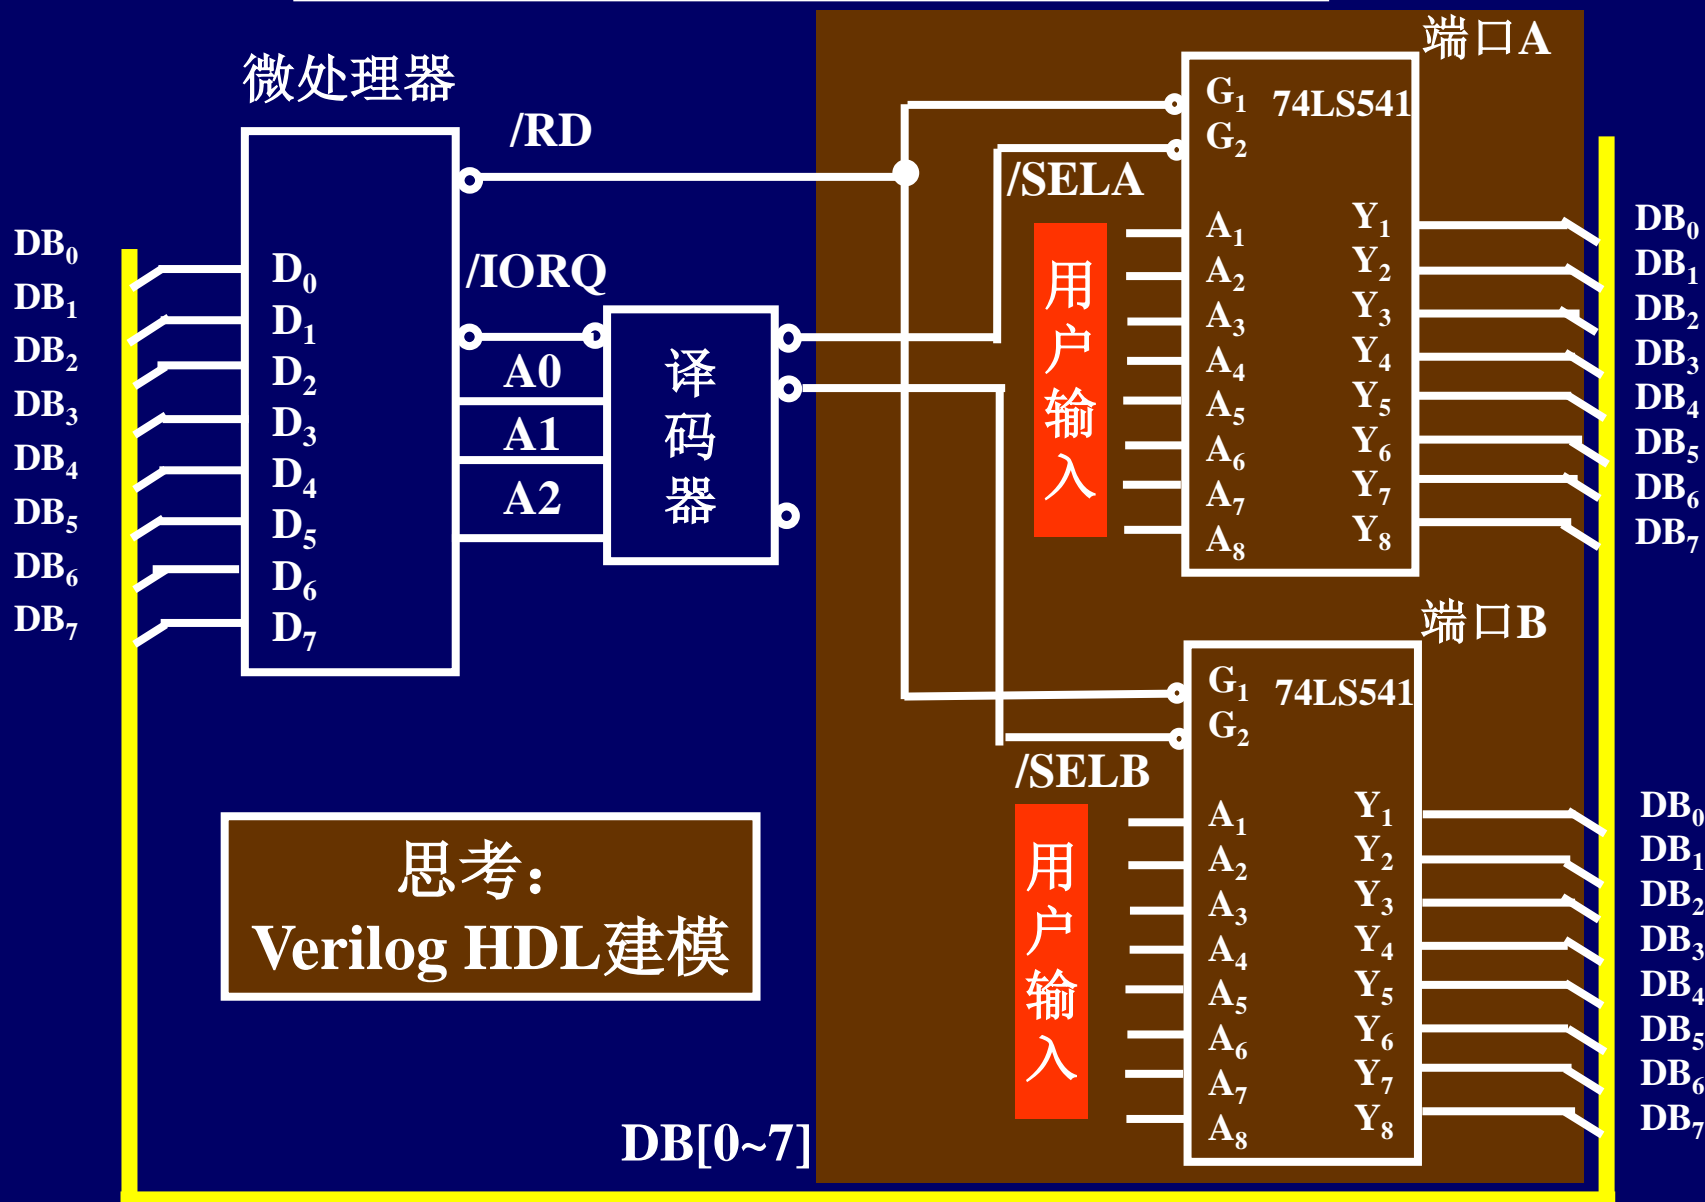 微处理器
/RD
/IORQ
A0
A1
A2
译码器
DB₀
DB₁
DB₂
DB₃
DB₄
DB₅
DB₆
DB₇
D₀
D₁
D₂
D₃
D₄
D₅
D₆
D₇
端口A
G₁ 74LS541
G₂
/SELA
用户输入
A₁
A₂
A₃
A₄
A₅
A₆
A₇
A₈
Y₁
Y₂
Y₃
Y₄
Y₅
Y₆
Y₇
Y₈
DB₀
DB₁
DB₂
DB₃
DB₄
DB₅
DB₆
DB₇
端口B
G₁ 74LS541
G₂
/SELB
用户输入
A₁
A₂
A₃
A₄
A₅
A₆
A₇
A₈
Y₁
Y₂
Y₃
Y₄
Y₅
Y₆
Y₇
Y₈
DB₀
DB₁
DB₂
DB₃
DB₄
DB₅
DB₆
DB₇
思考：
Verilog HDL建模
DB[0~7]